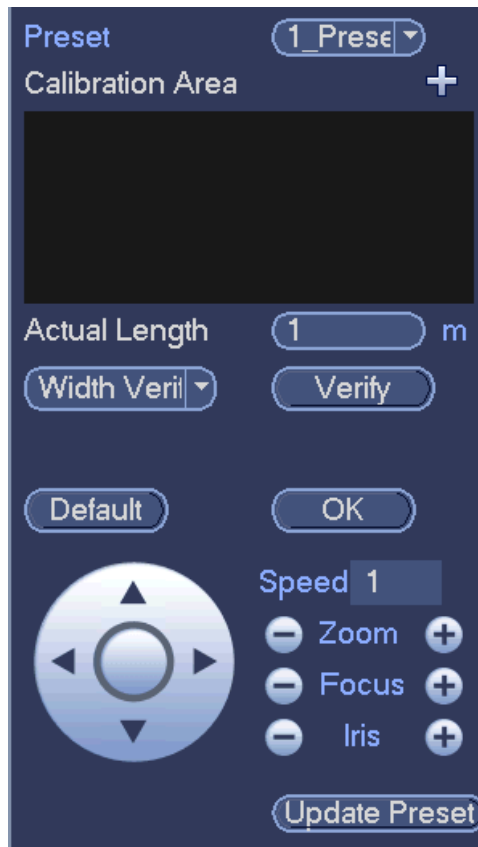 Preset 1_Prese
Calibration Area
Actual Length 1 m
Width Veri Verify
Default OK
Speed 1
Zoom
Focus
Iris
Update Preset